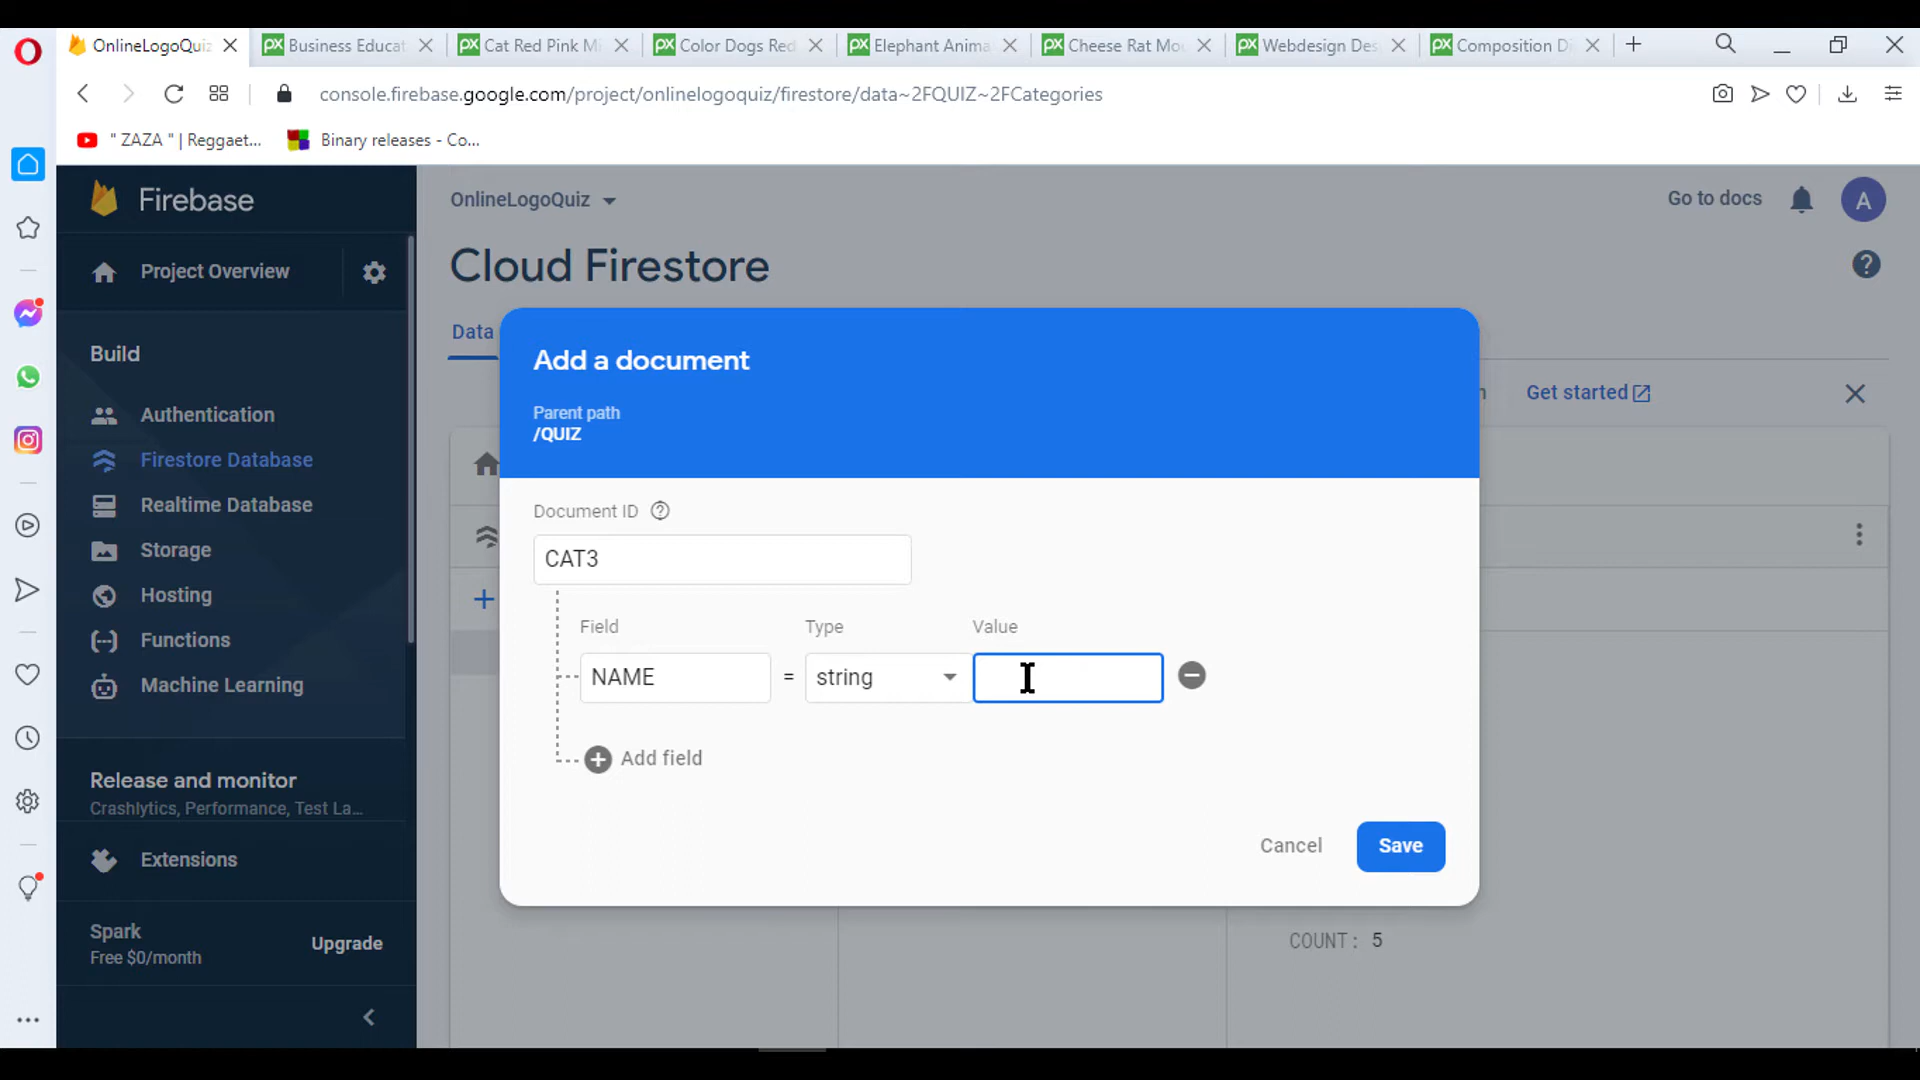 OnlineLogoQuiz
Business Educat
Cat Red Pink Mi
Color Dogs Red
Elephant Anima
Cheese Rat Mou
Webdesign Des
Composition Di
console.firebase.google.com/project/onlinelogoquiz/firestore/data~2FQUIZ~2FCategories
" ZAZA " | Reggaet...
Binary releases - Co...
Firebase
OnlineLogoQuiz
Go to docs
A
Project Overview
Cloud Firestore
Build
Data
Add a document
Parent path
/QUIZ
Get started
Authentication
Firestore Database
Realtime Database
Storage
Hosting
Functions
Machine Learning
Document ID
CAT3
Field
Type
Value
NAME
=
string
Add field
Cancel
Save
Release and monitor
Crashlytics, Performance, Test La...
Extensions
Spark
Free $0/month
Upgrade
COUNT: 5